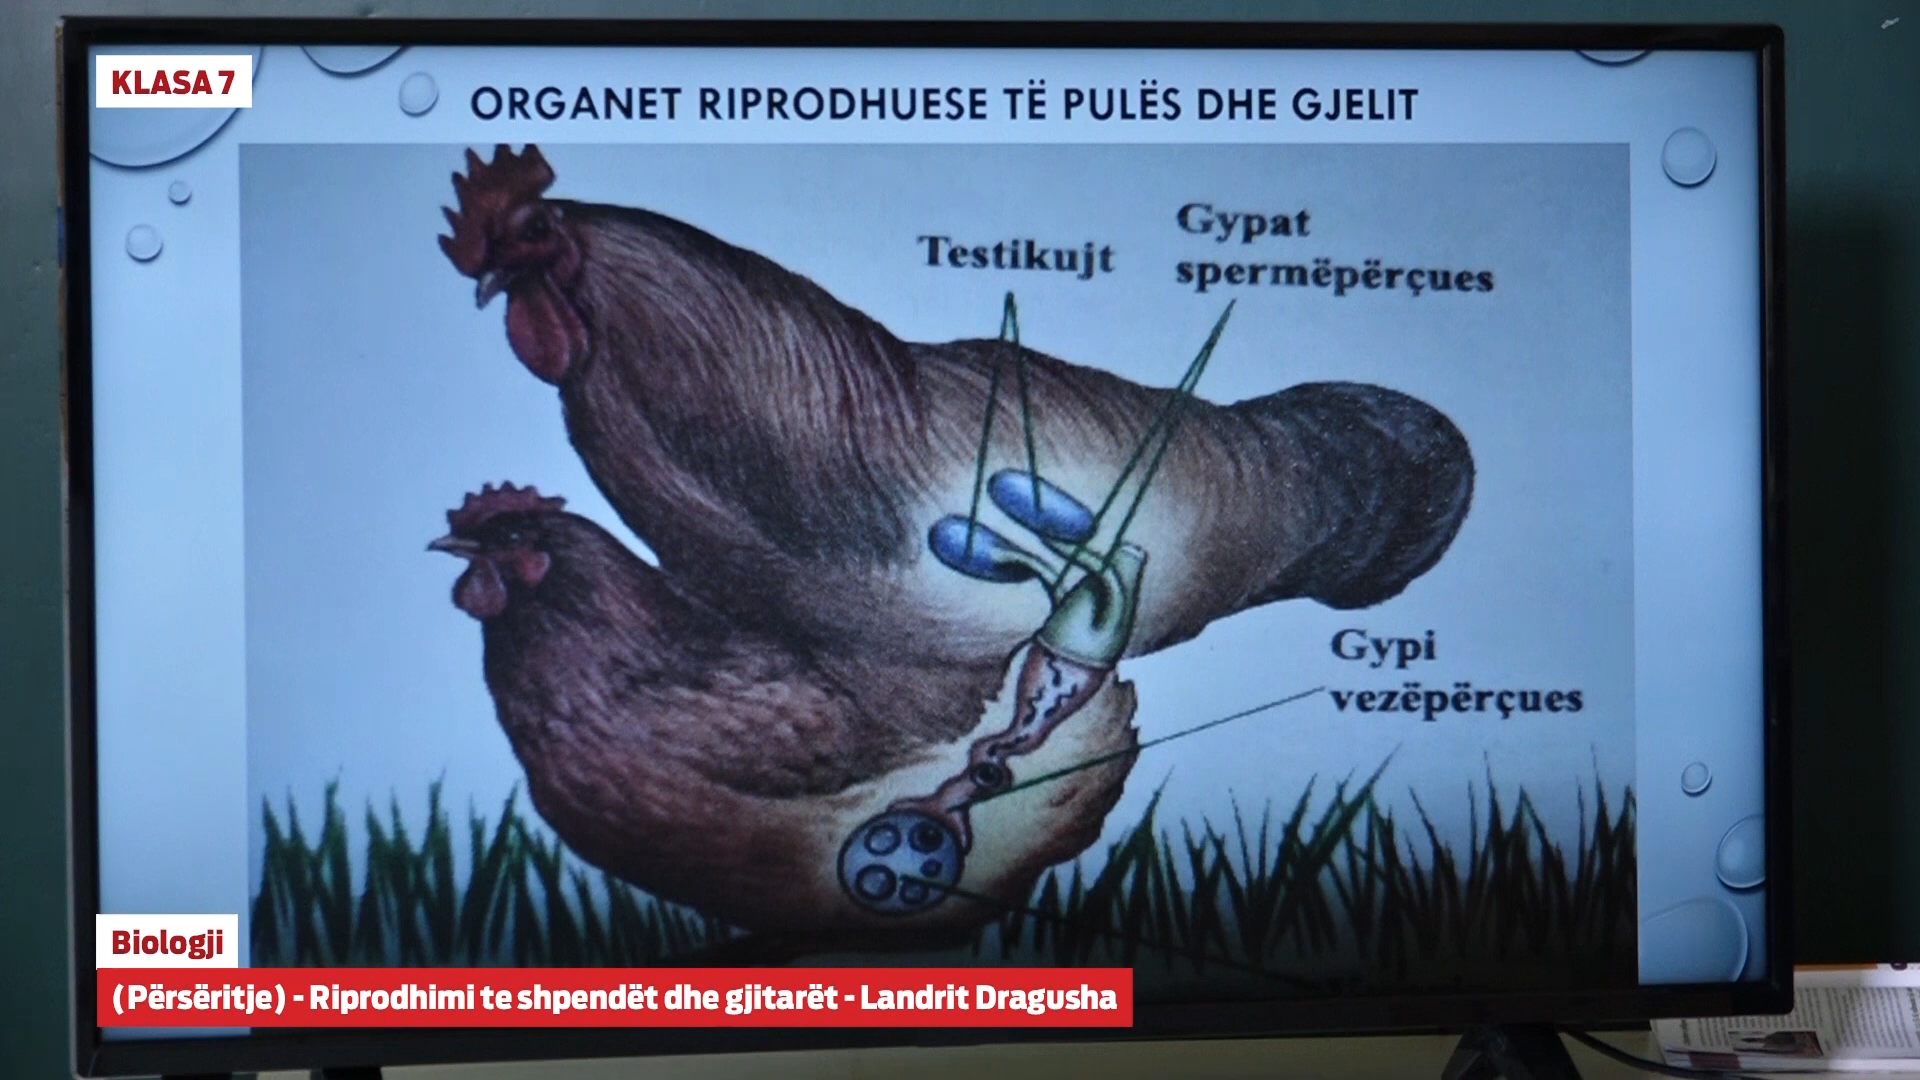 KLASA 7
ORGANET RIPRODHUESE TË PULËS DHE GJELIT
Testikujt
Gypat
spermëpërçues
Gypi
vezëpërçues
Biologji
(Përsëritje) - Riprodhimi te shpendët dhe gjitarët - Landrit Dragusha